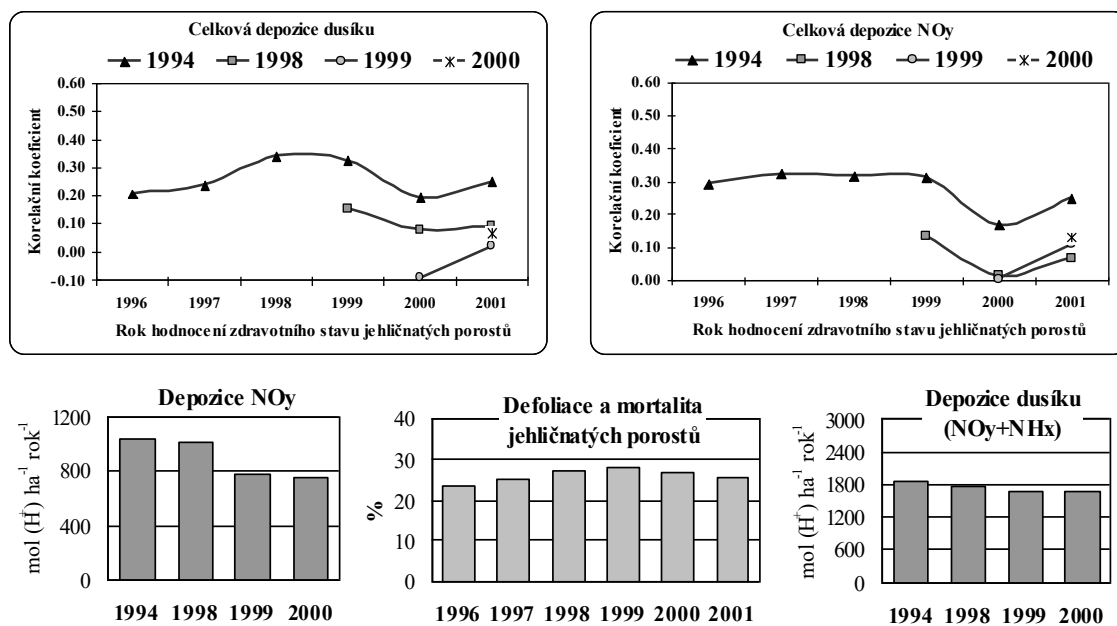 Celková depozice dusíku
1994 1998 1999 2000
Korelační koeficient
0.60
0.50
0.40
0.30
0.20
0.10
0.00
-0.10
1996 1997 1998 1999 2000 2001
Rok hodnocení zdravotního stavu jehličnatých porostů
Celková depozice NOy
1994 1998 1999 2000
Korelační koeficient
0.60
0.50
0.40
0.30
0.20
0.10
0.00
1996 1997 1998 1999 2000 2001
Rok hodnocení zdravotního stavu jehličnatých porostů
Depozice NOy
mol (H⁺) ha⁻¹ rok⁻¹
1200
800
400
0
1994 1998 1999 2000
Defoliace a mortalita
jehličnatých porostů
%
40
30
20
10
0
1996 1997 1998 1999 2000 2001
Depozice dusíku
(NOy+NHx)
mol (H⁺) ha⁻¹ rok⁻¹
3000
2400
1800
1200
600
0
1994 1998 1999 2000